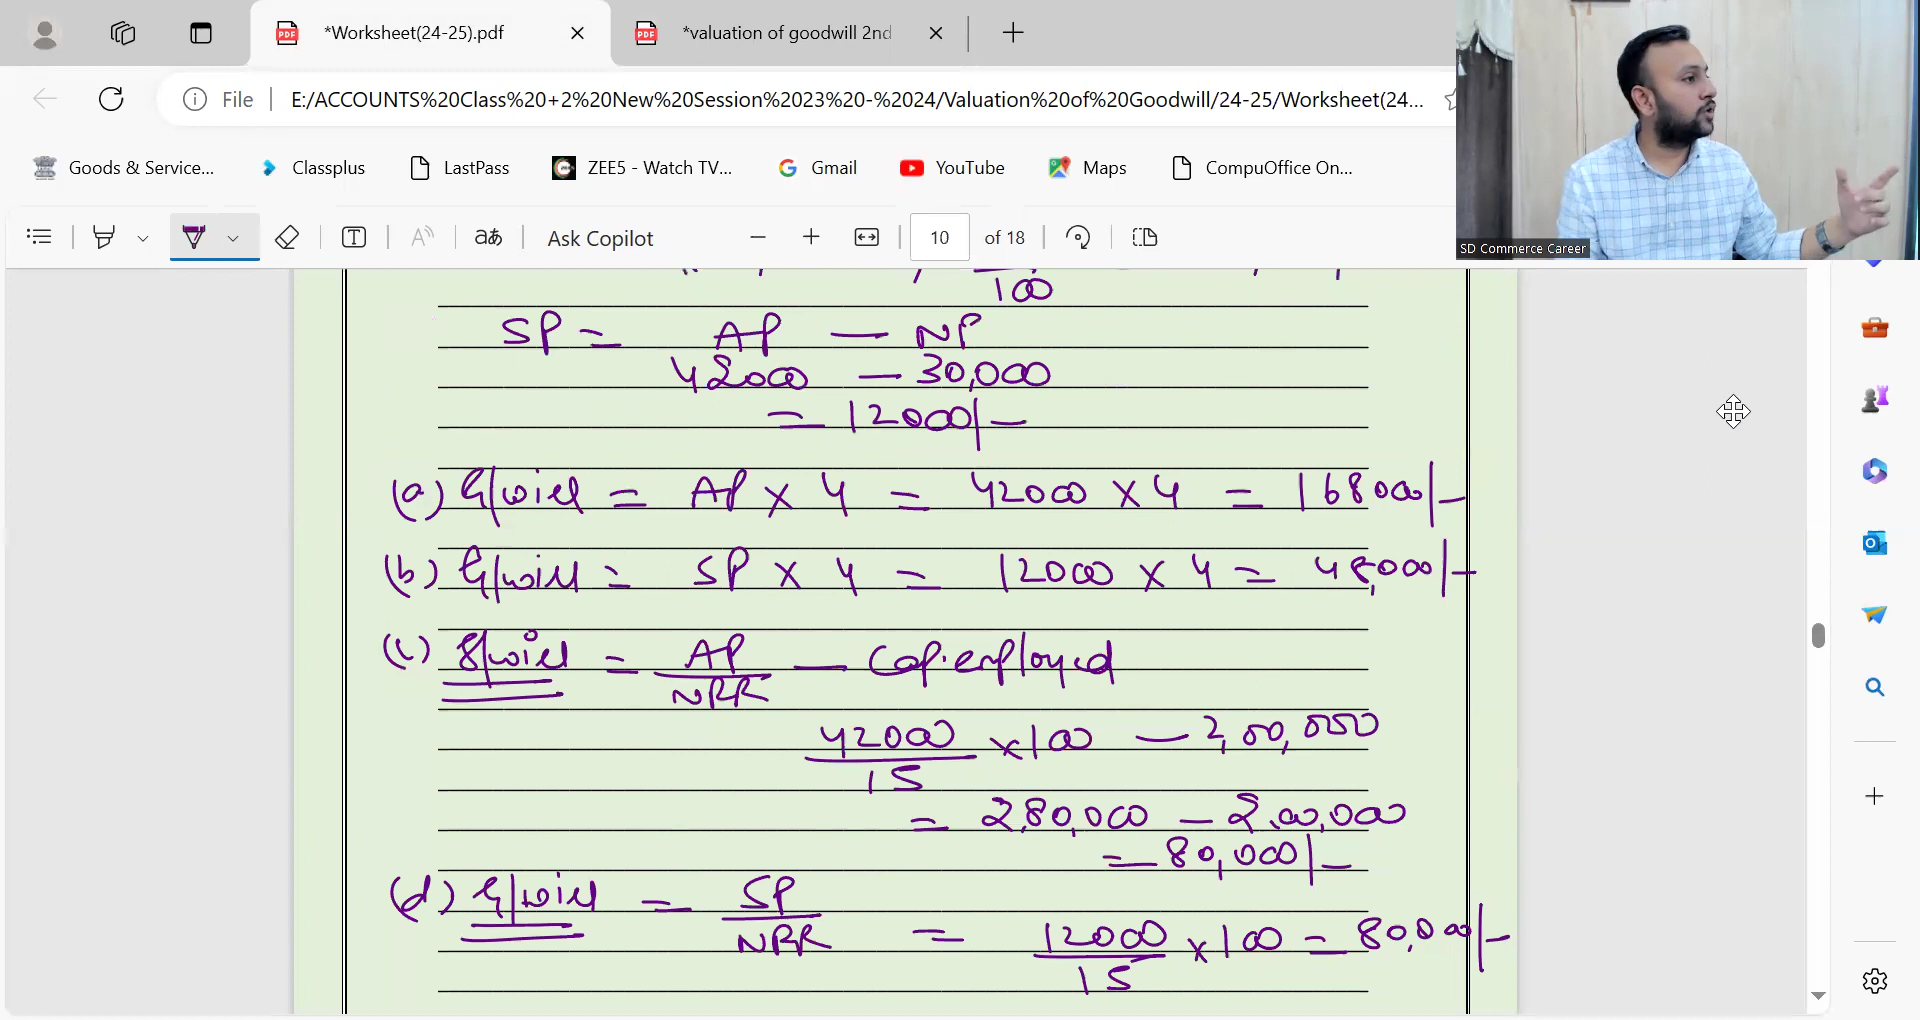 *Worksheet(24-25).pdf
*valuation of goodwill 2nd
File
E:/ACCOUNTS%20Class%20+2%20New%20Session%2023%20-%2024/Valuation%20of%20Goodwill/24-25/Worksheet(24...
Goods & Service...
Classplus
LastPass
ZEE5 - Watch TV...
Gmail
YouTube
Maps
CompuOffice On...
Ask Copilot
10 of 18
SD Commerce Career
100
SP = AP — NP
42000 — 30,000
= 12000/-
(a) G/will = AP × 4 = 42000 × 4 = 168000/-
(b) G/will = SP × 4 = 12000 × 4 = 48,000/-
(c) G/will = AP/NRR — Cap. employed
42000/15 × 100 — 2,00,000
= 2,80,000 — 2,00,000
= 80,000/-
(d) G/will = SP/NRR = 12000/15 × 100 = 80,000/-